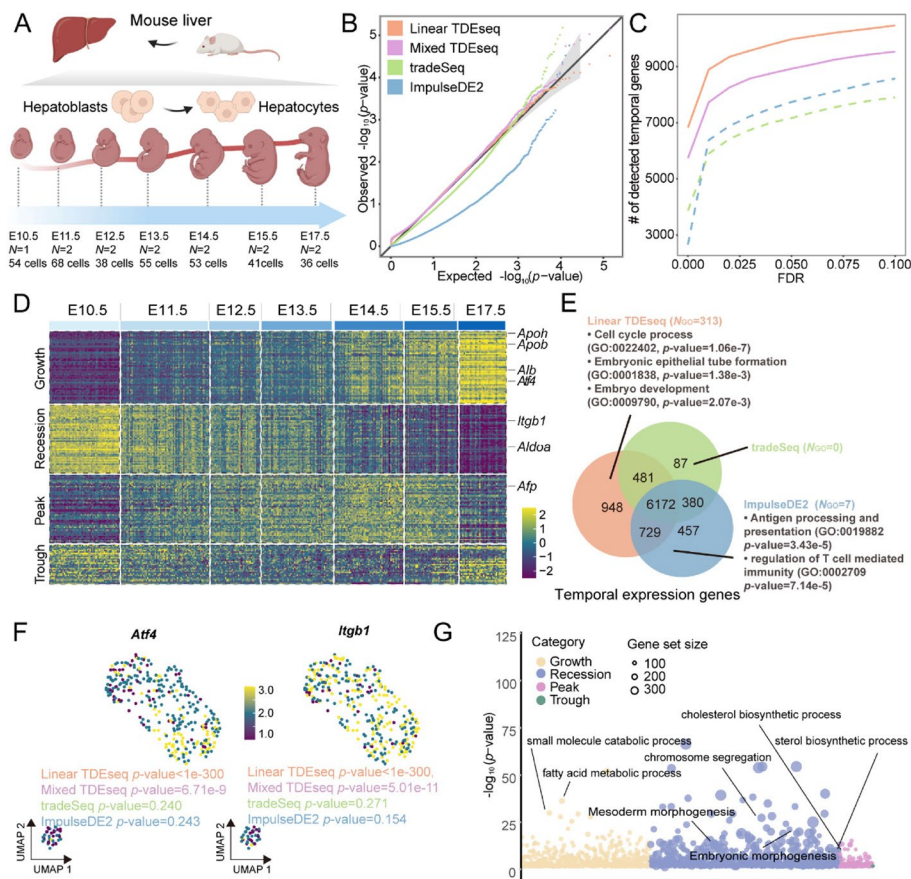 A
Mouse liver
Hepatoblasts
Hepatocytes
E10.5 E11.5 E12.5 E13.5 E14.5 E15.5 E17.5
N=1 N=2 N=2 N=2 N=2 N=2 N=2
54 cells 68 cells 38 cells 55 cells 53 cells 41cells 36 cells
B
Linear TDEseq
Mixed TDEseq
tradeSeq
ImpulseDE2
Observed -log10(p-value)
5
4
3
2
1
0
0 1 2 3 4 5
Expected -log10(p-value)
C
# of detected temporal genes
9000
7000
5000
3000
0.000 0.025 0.050 0.075 0.100
FDR
D
E10.5 E11.5 E12.5 E13.5 E14.5 E15.5 E17.5
Growth
Recession
Peak
Trough
Apoh
Apob
Alb
Atf4
Itgb1
Aldoa
Afp
2
1
0
−1
−2
E
Linear TDEseq (NGO=313)
• Cell cycle process
(GO:0022402, p-value=1.06e-7)
• Embryonic epithelial tube formation
(GO:0001838, p-value=1.38e-3)
• Embryo development
(GO:0009790, p-value=2.07e-3)
tradeSeq (NGO=0)
87
481
948
6172
380
729
457
ImpulseDE2 (NGO=7)
• Antigen processing and
presentation (GO:0019882
p-value=3.43e-5)
• regulation of T cell mediated
immunity (GO:0002709
p-value=7.14e-5)
Temporal expression genes
F
Atf4
Itgb1
3.0
2.0
1.0
Linear TDEseq p-value<1e-300
Mixed TDEseq p-value=6.71e-9
tradeSeq p-value=0.240
ImpulseDE2 p-value=0.243
UMAP 2
UMAP 1
Linear TDEseq p-value<1e-300,
Mixed TDEseq p-value=5.01e-11
tradeSeq p-value=0.271
ImpulseDE2 p-value=0.154
UMAP 2
UMAP 1
G
-log10(p-value)
125
100
75
50
25
0
Category
Growth
Recession
Peak
Trough
Gene set size
100
200
300
cholesterol biosynthetic process
small molecule catabolic process
sterol biosynthetic process
chromosome segregation
fatty acid metabolic process
Mesoderm morphogenesis
Embryonic morphogenesis